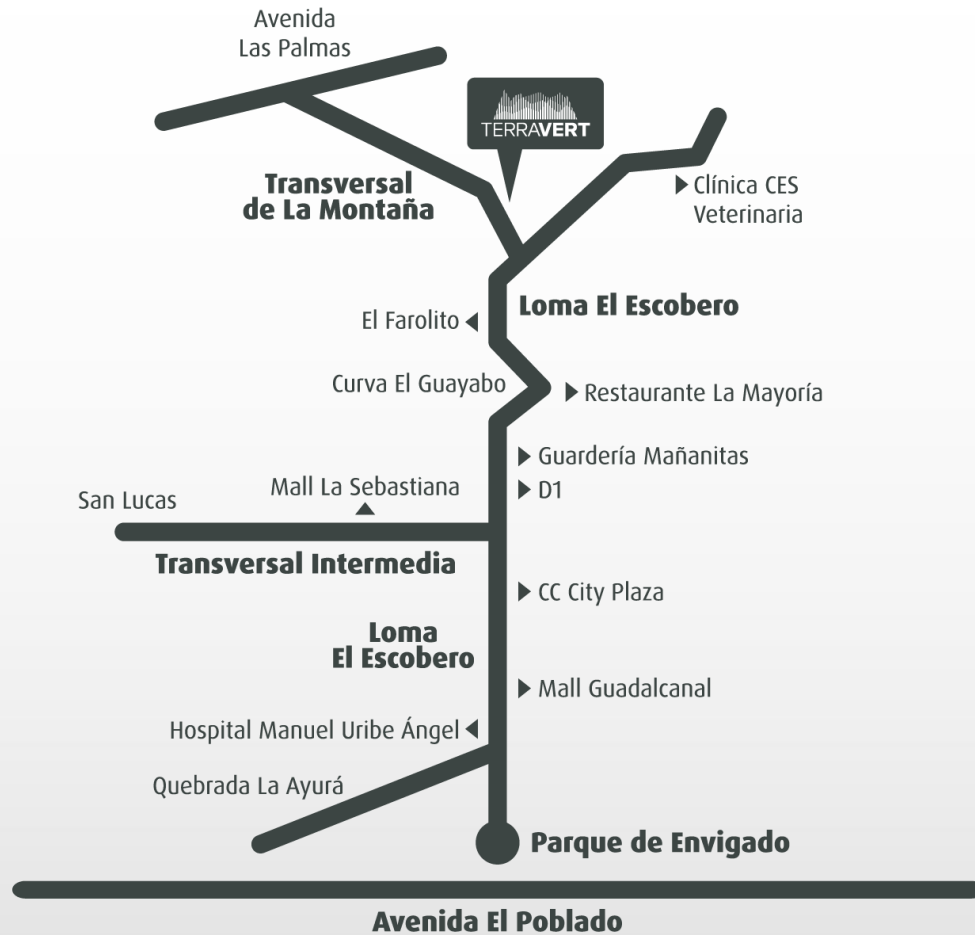 Avenida
Las Palmas
TERRAVERT
Transversal
de La Montaña
Clínica CES
Veterinaria
Loma El Escobero
El Farolito
Curva El Guayabo
Restaurante La Mayoría
Guardería Mañanitas
Mall La Sebastiana
D1
San Lucas
Transversal Intermedia
CC City Plaza
Loma
El Escobero
Mall Guadalcanal
Hospital Manuel Uribe Ángel
Quebrada La Ayurá
Parque de Envigado
Avenida El Poblado